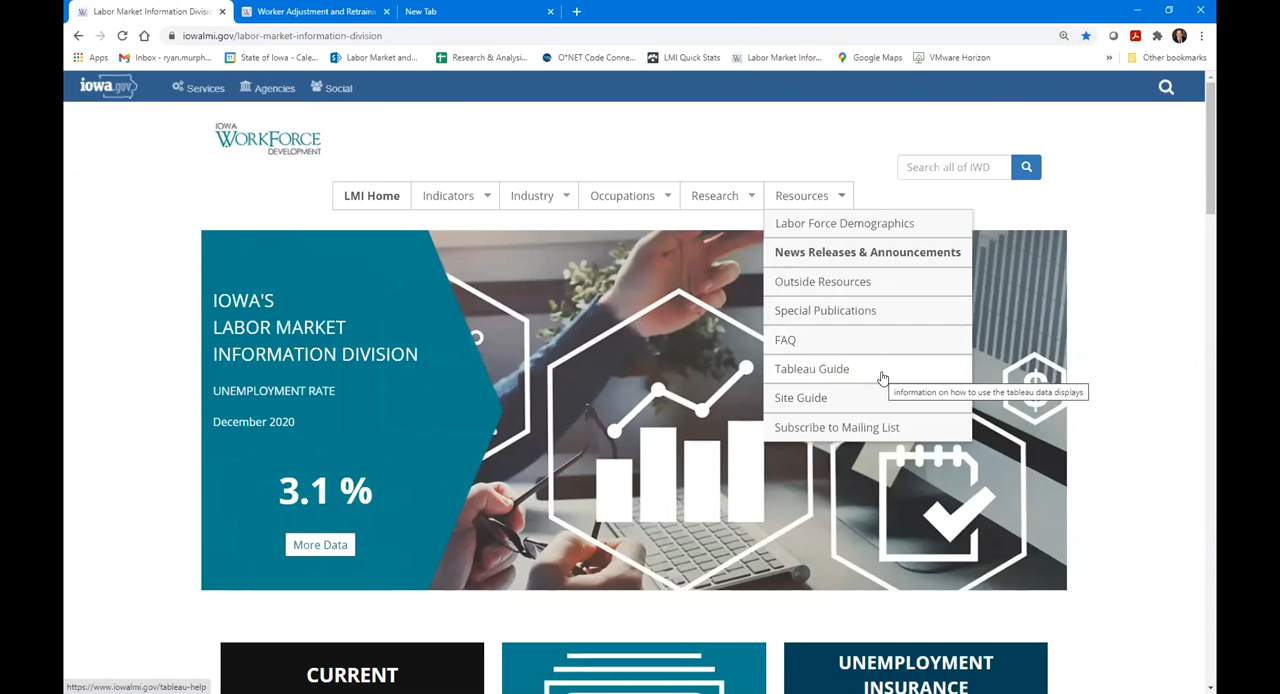 Labor Market Information Divisi
Worker Adjustment and Retraine
New Tab
iowalmi.gov/labor-market-information-division
Apps
Inbox - ryan.murph...
State of Iowa - Cale...
Labor Market and...
Research & Analysi...
O*NET Code Conne...
LMI Quick Stats
Labor Market Infor...
Google Maps
VMware Horizon
»
Other bookmarks
iowa.gov
Services
Agencies
Social
IOWA
WORKFORCE
DEVELOPMENT
Search all of IWD
LMI Home
Indicators
Industry
Occupations
Research
Resources
Labor Force Demographics
News Releases & Announcements
Outside Resources
Special Publications
FAQ
Tableau Guide
information on how to use the tableau data displays
Site Guide
Subscribe to Mailing List
IOWA'S
LABOR MARKET
INFORMATION DIVISION
UNEMPLOYMENT RATE
December 2020
3.1 %
More Data
$
CURRENT
UNEMPLOYMENT
INSURANCE
https://www.iowalmi.gov/tableau-help